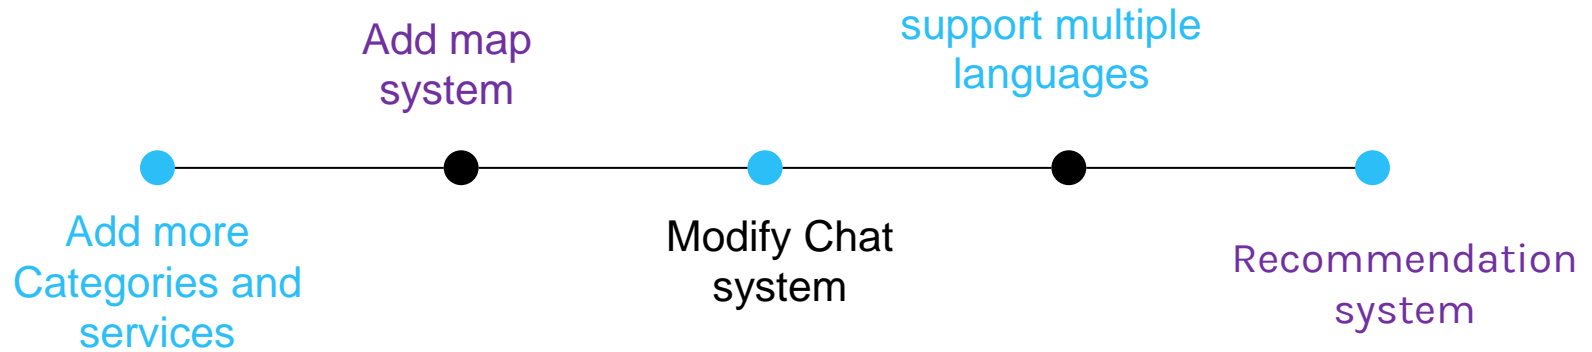 Add more
Categories and
services
Add map
system
Modify Chat
system
support multiple
languages
Recommendation
system